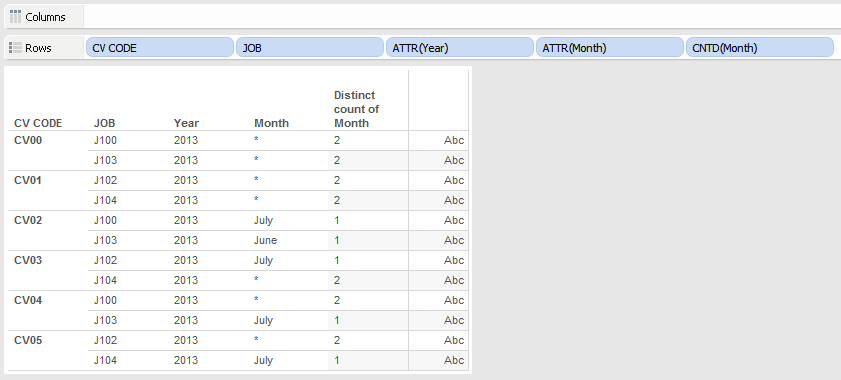 Columns
Rows CV CODE JOB ATTR(Year) ATTR(Month) CNTD(Month)
CV CODE JOB Year Month Distinct count of Month
CV00 J100 2013 * 2 Abc
J103 2013 * 2 Abc
CV01 J102 2013 * 2 Abc
J104 2013 * 2 Abc
CV02 J100 2013 July 1 Abc
J103 2013 June 1 Abc
CV03 J102 2013 July 1 Abc
J104 2013 * 2 Abc
CV04 J100 2013 * 2 Abc
J103 2013 July 1 Abc
CV05 J102 2013 * 2 Abc
J104 2013 July 1 Abc